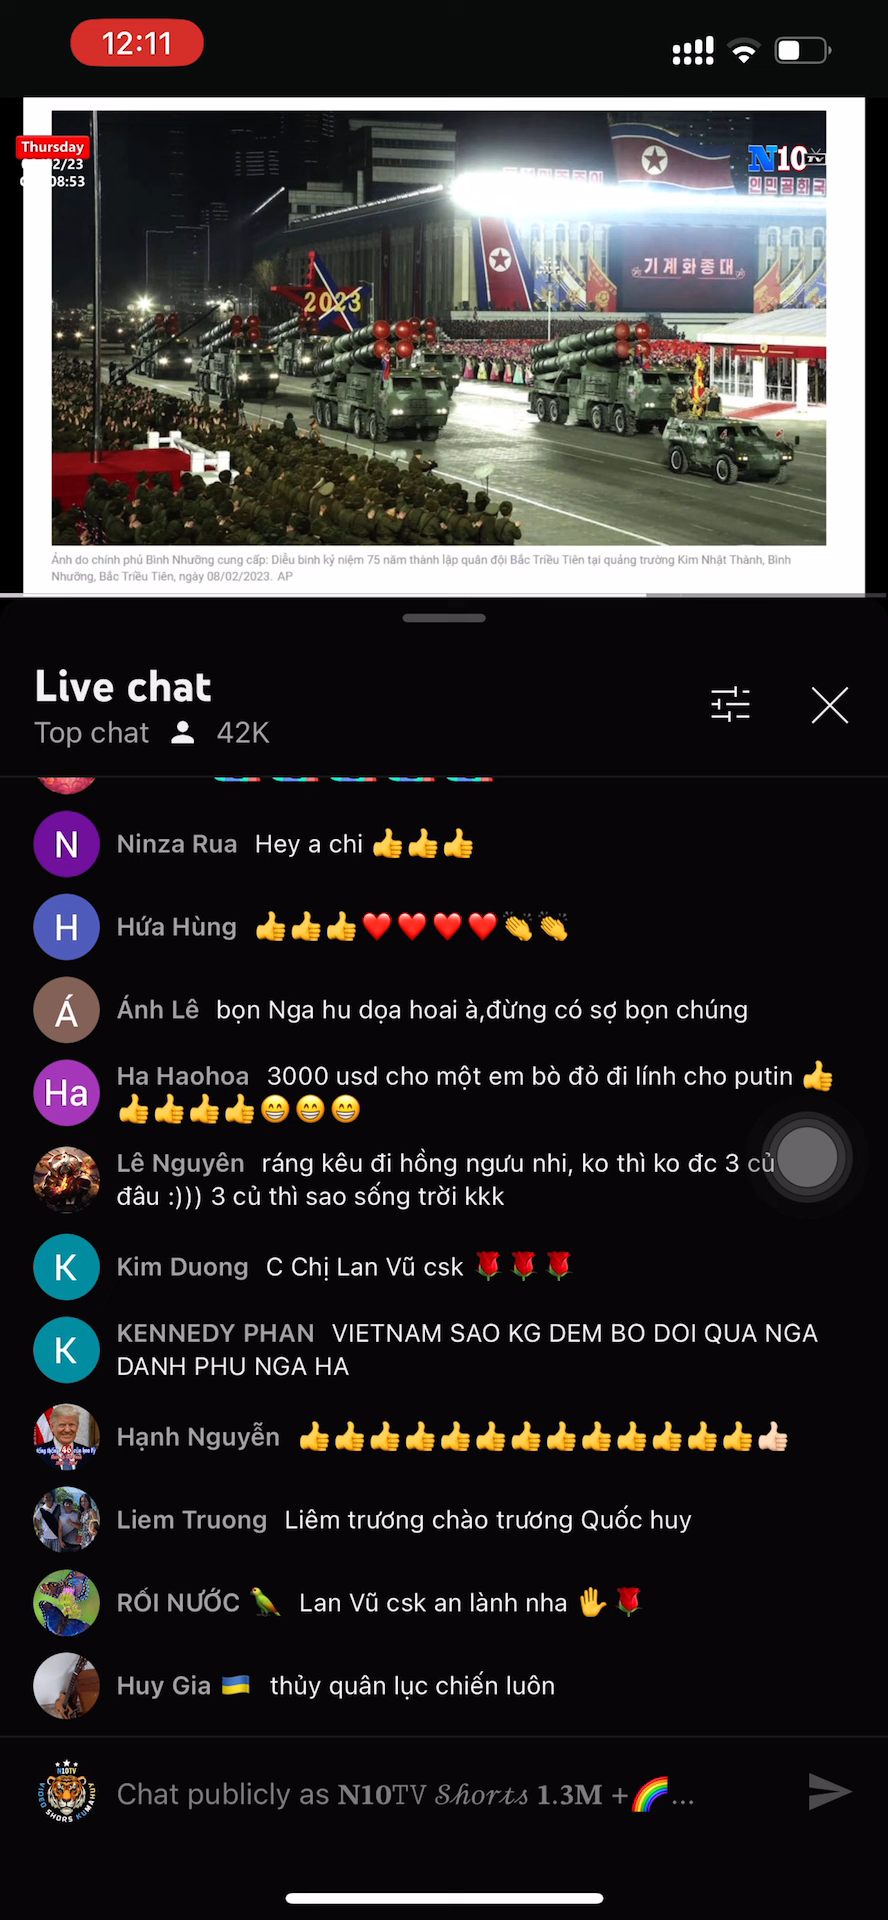 12:11
Thursday
2/23
08:53
N10TV
인민공화국
기계화종대
2023
Ảnh do chính phủ Bình Nhưỡng cung cấp: Diễu binh kỷ niệm 75 năm thành lập quân đội Bắc Triều Tiên tại quảng trường Kim Nhật Thành, Bình
Nhưỡng, Bắc Triều Tiên, ngày 08/02/2023. AP
Live chat
Top chat 42K
Ninza Rua Hey a chi 👍👍👍
Hứa Hùng 👍👍👍❤️❤️❤️❤️👏👏
Ánh Lê bọn Nga hu dọa hoai à,đừng có sợ bọn chúng
Ha Haohoa 3000 usd cho một em bò đỏ đi lính cho putin 👍
👍👍👍👍😁😁😁
Lê Nguyên ráng kêu đi hồng ngưu nhi, ko thì ko đc 3 củ
đâu :))) 3 củ thì sao sống trời kkk
Kim Duong C Chị Lan Vũ csk 🌹🌹🌹
KENNEDY PHAN VIETNAM SAO KG DEM BO DOI QUA NGA
DANH PHU NGA HA
Hạnh Nguyễn 👍👍👍👍👍👍👍👍👍👍👍👍👍👍🏻
Liem Truong Liêm trương chào trương Quốc huy
RỐI NƯỚC 🦜 Lan Vũ csk an lành nha 🖐️🌹
Huy Gia 🇺🇦 thủy quân lục chiến luôn
Chat publicly as 𝐍𝟏𝟎TV 𝓢𝓱𝓸𝓻𝓽𝓼 𝟏.𝟑𝐌 +🌈...